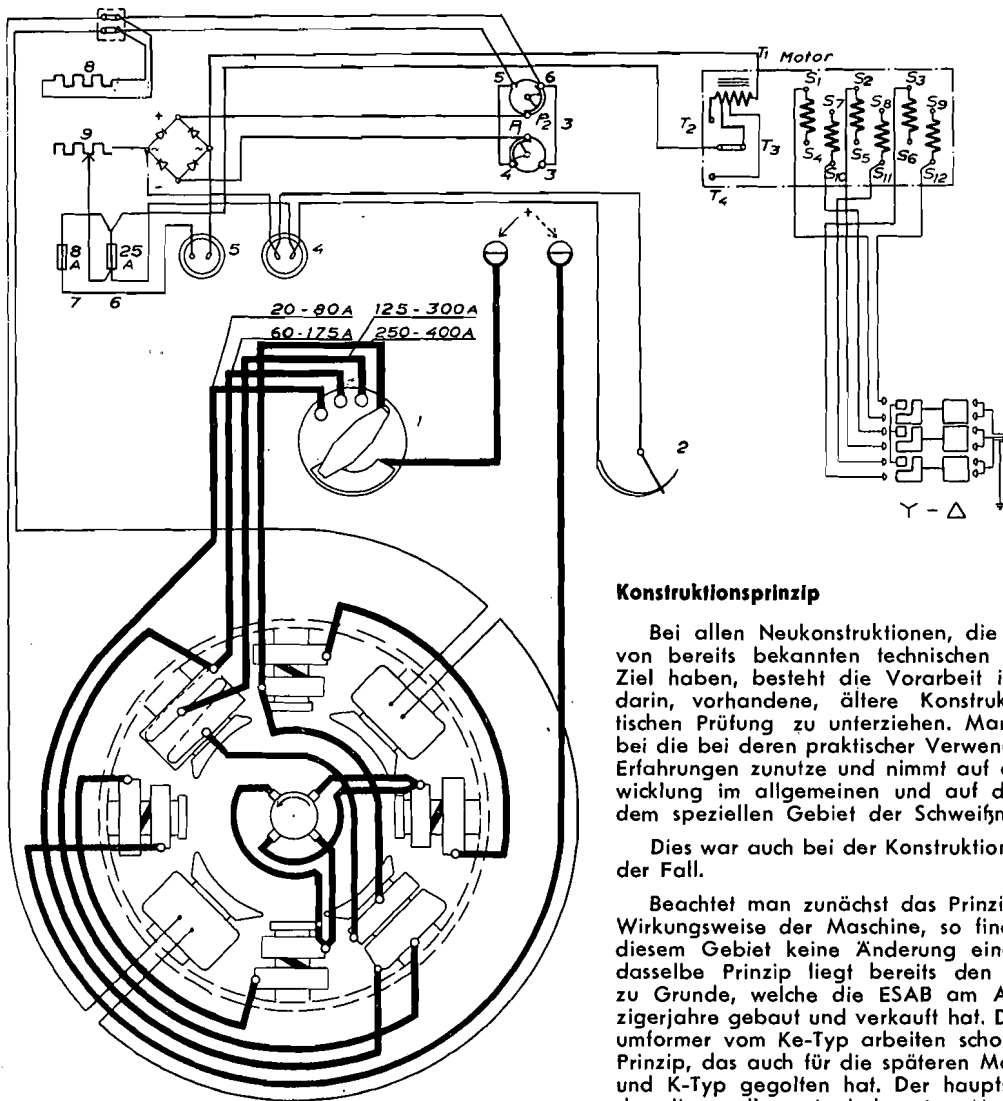 8
5 6
T1 Motor
S1 S2 S3
S7 S8 S9
9
+
P1 P2 3
T2
T3
S4 S5 S6
4 3
S10 S11 S12
-
T4
+
8 A
25 A
5
4
7 6
20-80A 125-300A
60-175A 250-400A
1
2
Y - Δ
Konstruktionsprinzip
Bei allen Neukonstruktionen, die
von bereits bekannten technischen
Ziel haben, besteht die Vorarbeit i
darin, vorhandene, ältere Konstruk
tischen Prüfung zu unterziehen. Mar
bei die bei deren praktischer Verwen
Erfahrungen zunutze und nimmt auf
wicklung im allgemeinen und auf d
dem speziellen Gebiet der Schweißn
Dies war auch bei der Konstruktion
der Fall.
Beachtet man zunächst das Prinzi
Wirkungsweise der Maschine, so find
diesem Gebiet keine Änderung ein
dasselbe Prinzip liegt bereits den
zu Grunde, welche die ESAB am A
zigerjahre gebaut und verkauft hat. D
umformer vom Ke-Typ arbeiten scho
Prinzip, das auch für die späteren M
und K-Typ gegolten hat. Der haupt